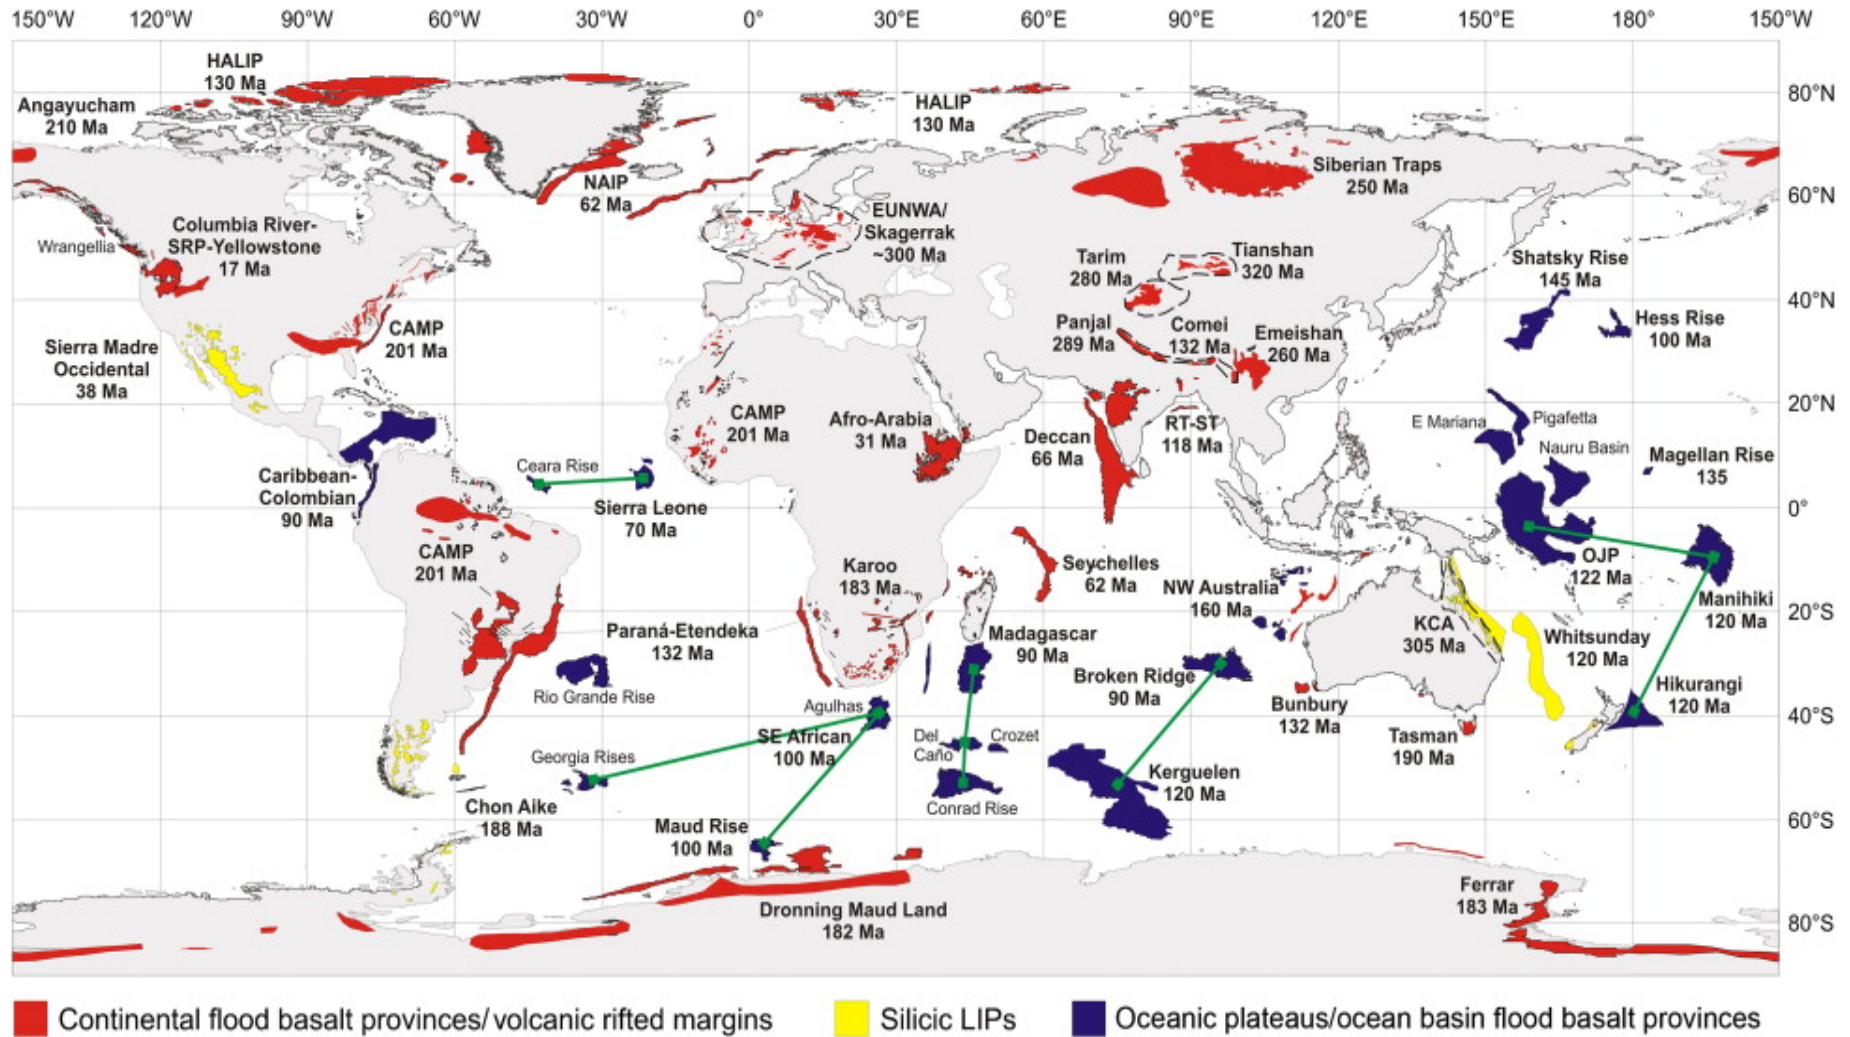 150°W 120°W 90°W 60°W 30°W 0° 30°E 60°E 90°E 120°E 150°E 180° 150°W
HALIP
130 Ma
Angayucham
210 Ma
HALIP
130 Ma
80°N
NAIP
62 Ma
Siberian Traps
250 Ma
60°N
Wrangellia
Columbia River-
SRP-Yellowstone
17 Ma
EUNWA/
Skagerrak
~300 Ma
Tarim
280 Ma
Tianshan
320 Ma
Shatsky Rise
145 Ma
40°N
Sierra Madre
Occidental
38 Ma
CAMP
201 Ma
Panjal
289 Ma
Comei
132 Ma
Emeishan
260 Ma
Hess Rise
100 Ma
20°N
CAMP
201 Ma
Afro-Arabia
31 Ma
Deccan
66 Ma
RT-ST
118 Ma
E Mariana
Pigafetta
Nauru Basin
Magellan Rise
135
Caribbean-
Colombian
90 Ma
Ceara Rise
Sierra Leone
70 Ma
0°
CAMP
201 Ma
Karoo
183 Ma
Seychelles
62 Ma
NW Australia
160 Ma
OJP
122 Ma
Manihiki
120 Ma
20°S
Paraná-Etendeka
132 Ma
Madagascar
90 Ma
KCA
305 Ma
Whitsunday
120 Ma
Rio Grande Rise
Agulhas
Broken Ridge
90 Ma
Bunbury
132 Ma
Hikurangi
120 Ma
40°S
Georgia Rises
SE African
100 Ma
Del
Caño
Crozet
Tasman
190 Ma
Chon Aike
188 Ma
Conrad Rise
Kerguelen
120 Ma
60°S
Maud Rise
100 Ma
Dronning Maud Land
182 Ma
Ferrar
183 Ma
80°S
Continental flood basalt provinces/volcanic rifted margins
Silicic LIPs
Oceanic plateaus/ocean basin flood basalt provinces